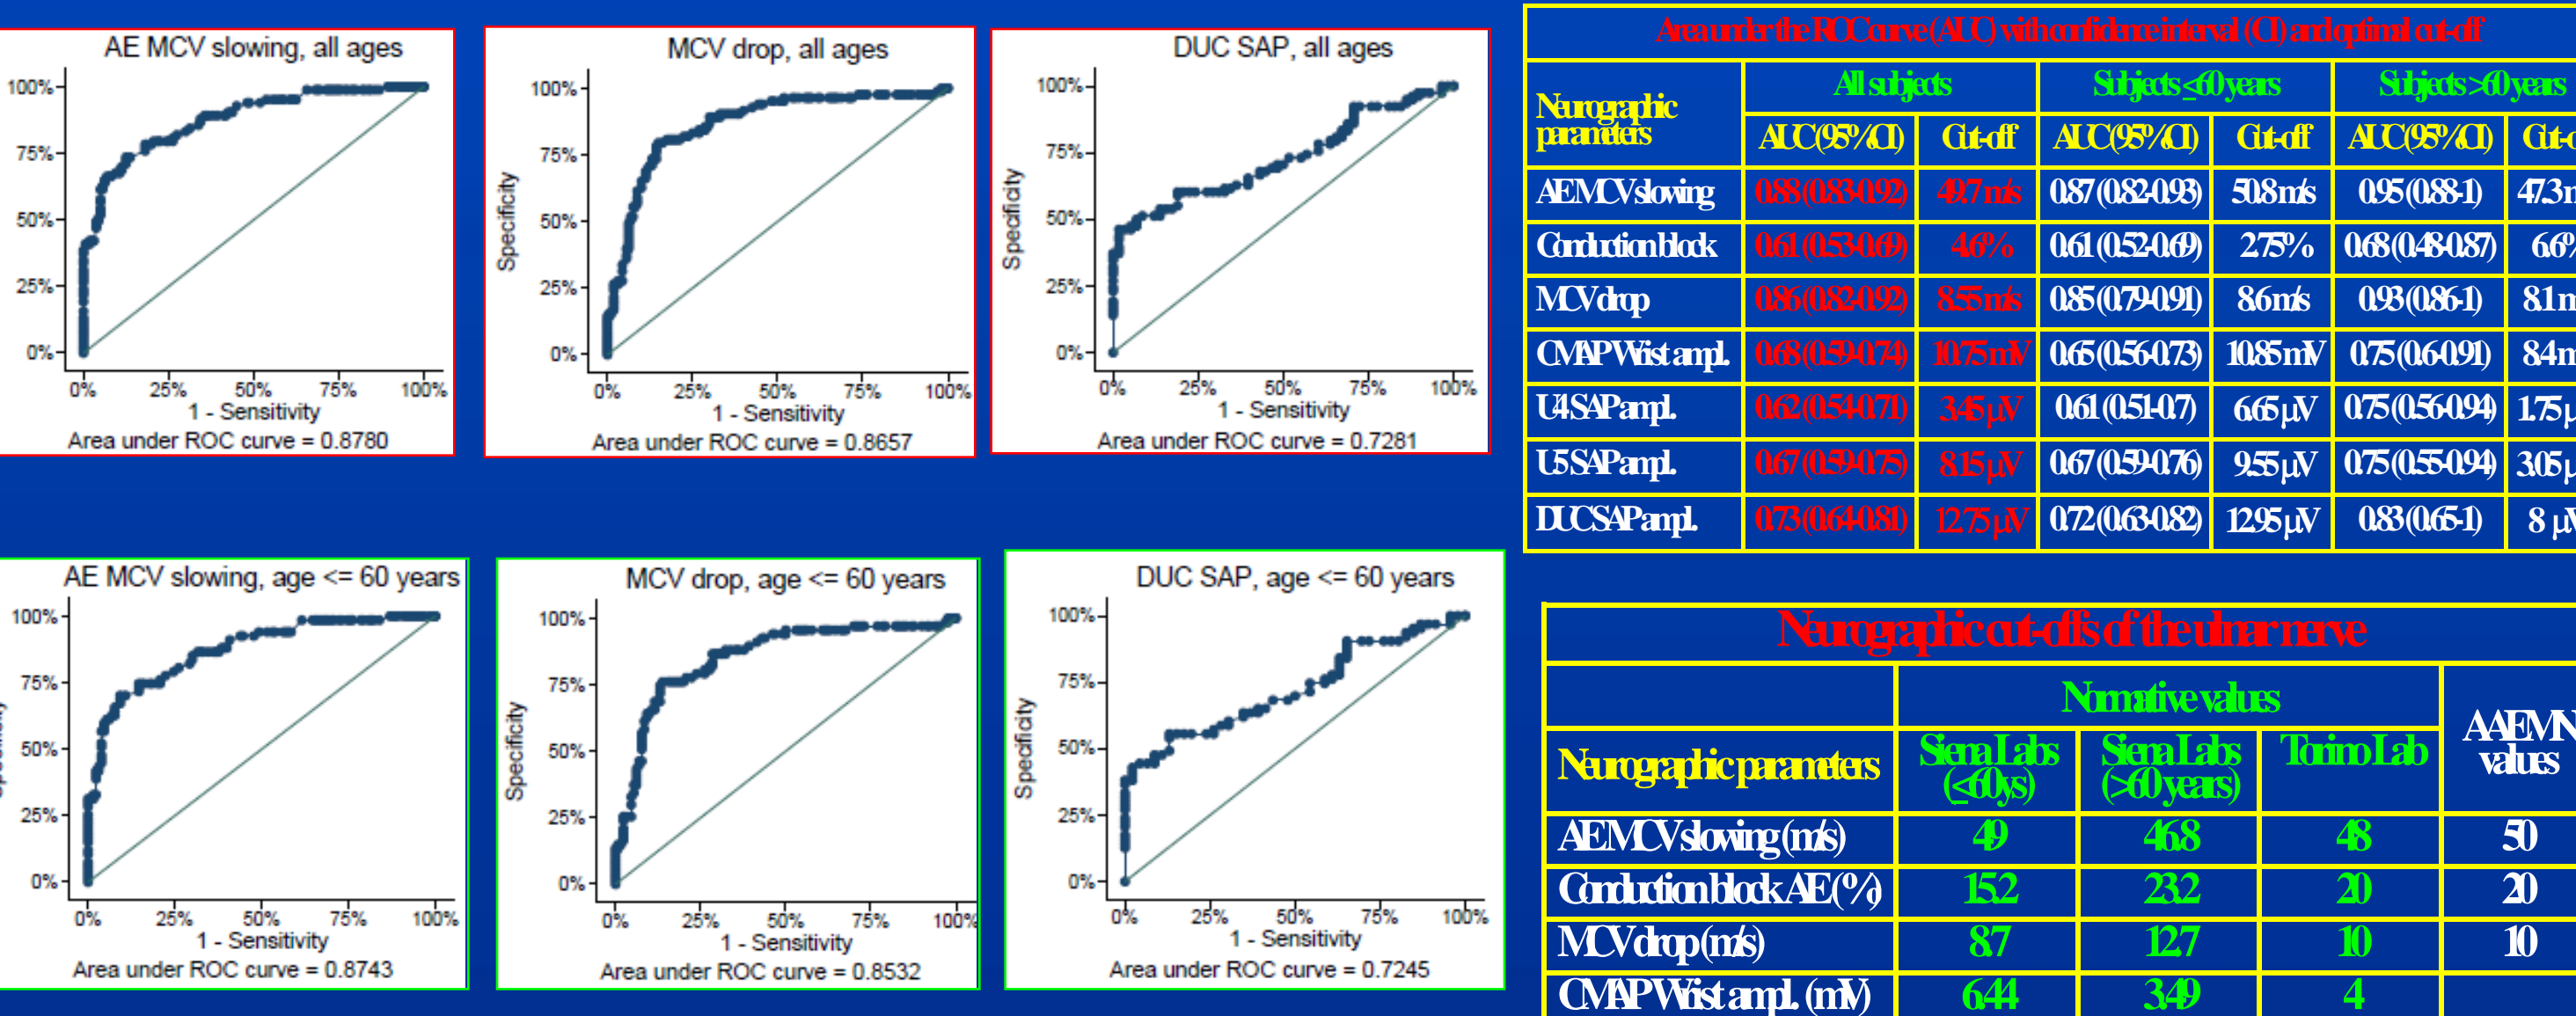 AE MCV slowing, all ages
100%
75%
50%
25%
0%
0% 25% 50% 75% 100%
1 - Sensitivity
Area under ROC curve = 0.8780
MCV drop, all ages
Specificity
100%
75%
50%
25%
0%
0% 25% 50% 75% 100%
1 - Sensitivity
Area under ROC curve = 0.8657
DUC SAP, all ages
Specificity
100%
75%
50%
25%
0%
0% 25% 50% 75% 100%
1 - Sensitivity
Area under ROC curve = 0.7281
Area under the ROC curve (AUC) with confidence interval (CI) and optimal cut-off
Neurographic parameters All subjects Subjects ≤60 years Subjects >60 years
AUC (95%CI) Cut-off AUC (95%CI) Cut-off AUC (95%CI)
AE MCV slowing 0.88 (0.83-0.92) 49.7 m/s 0.87 (0.82-0.93) 50.8 m/s 0.95 (0.88-1) 47.3
Conduction block 0.61 (0.53-0.69) 4.6% 0.61 (0.52-0.69) 2.75% 0.68 (0.48-0.87) 6.6%
MCV drop 0.86 (0.82-0.92) 8.55 m/s 0.85 (0.79-0.91) 8.6 m/s 0.93 (0.86-1) 8.1
CMAP Wrist ampl. 0.68 (0.59-0.74) 10.75 mV 0.65 (0.56-0.73) 10.85 mV 0.75 (0.6-0.91) 8.4
U4 SAP ampl. 0.62 (0.54-0.71) 3.45 µV 0.61 (0.51-0.7) 6.65 µV 0.75 (0.56-0.94) 1.75
U5 SAP ampl. 0.67 (0.59-0.75) 8.15 µV 0.67 (0.59-0.76) 9.55 µV 0.75 (0.55-0.94) 3.05
DUC SAP ampl. 0.73 (0.64-0.81) 12.75 µV 0.72 (0.63-0.82) 12.95 µV 0.83 (0.65-1) 8 µV
AE MCV slowing, age <= 60 years
100%
75%
50%
25%
0%
0% 25% 50% 75% 100%
1 - Sensitivity
Area under ROC curve = 0.8743
MCV drop, age <= 60 years
Specificity
100%
75%
50%
25%
0%
0% 25% 50% 75% 100%
1 - Sensitivity
Area under ROC curve = 0.8532
DUC SAP, age <= 60 years
Specificity
100%
75%
50%
25%
0%
0% 25% 50% 75% 100%
1 - Sensitivity
Area under ROC curve = 0.7245
Neurographic cut-offs of the ulnar nerve
Normative values
Neurographic parameters Siena Labs (≤60ys) Siena Labs (>60 years) Torino Lab values
AE MCV slowing (m/s) 49 46.8 48 50
Conduction block AE (%) 15.2 23.2 20 20
MCV drop (m/s) 8.7 12.7 10 10
CMAP Wrist ampl. (mV) 6.44 3.49 4